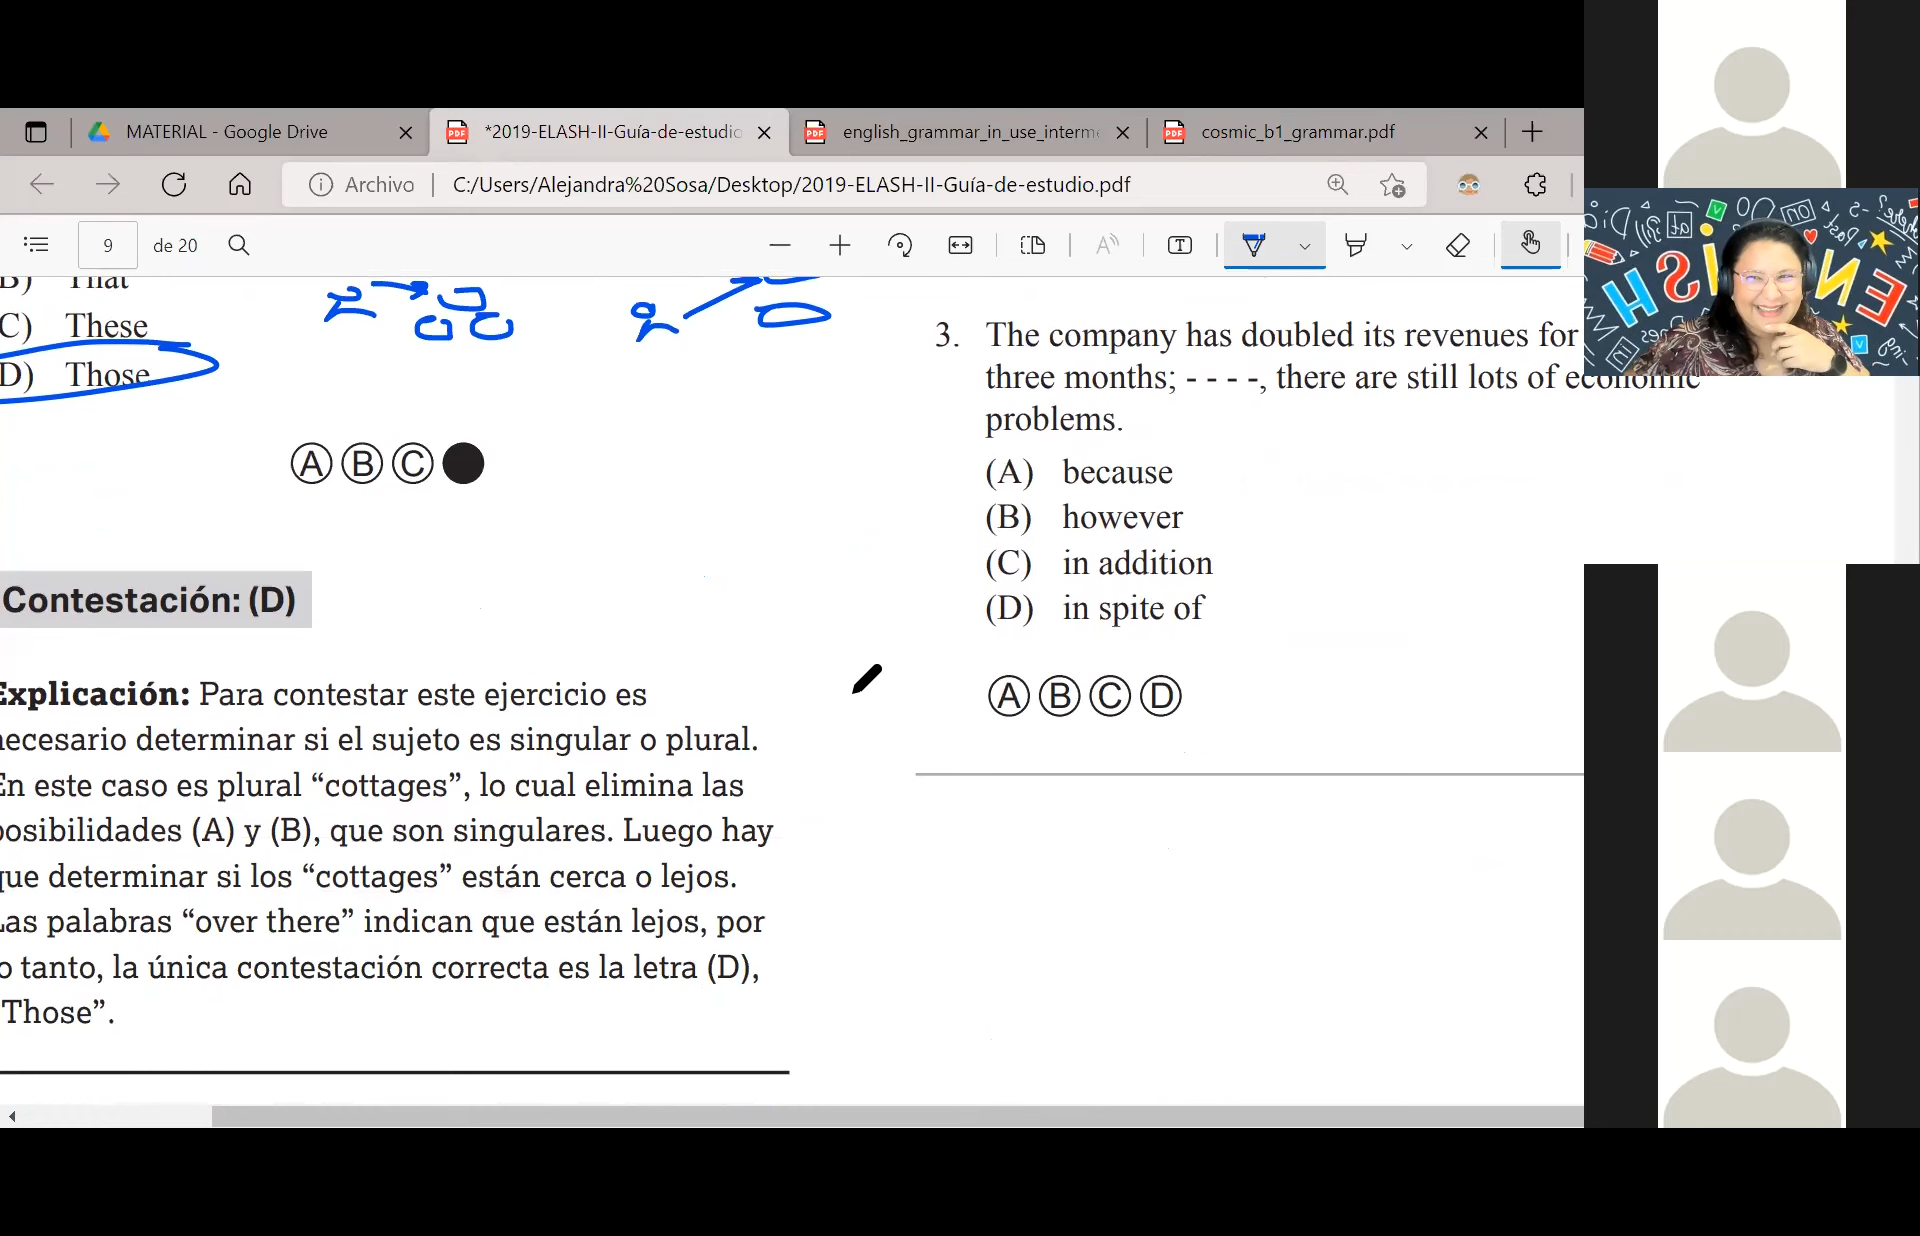 MATERIAL - Google Drive
*2019-ELASH-II-Guía-de-estudio
english_grammar_in_use_interme
cosmic_b1_grammar.pdf
Archivo
C:/Users/Alejandra%20Sosa/Desktop/2019-ELASH-II-Guía-de-estudio.pdf
9 de 20
B) That
C) These
D) Those
A B C
Contestación: (D)
Explicación: Para contestar este ejercicio es
necesario determinar si el sujeto es singular o plural.
En este caso es plural “cottages”, lo cual elimina las
posibilidades (A) y (B), que son singulares. Luego hay
que determinar si los “cottages” están cerca o lejos.
Las palabras “over there” indican que están lejos, por
lo tanto, la única contestación correcta es la letra (D),
“Those”.
3. The company has doubled its revenues for
three months; - - - -, there are still lots of economic
problems.
(A) because
(B) however
(C) in addition
(D) in spite of
A B C D
ENGLISH